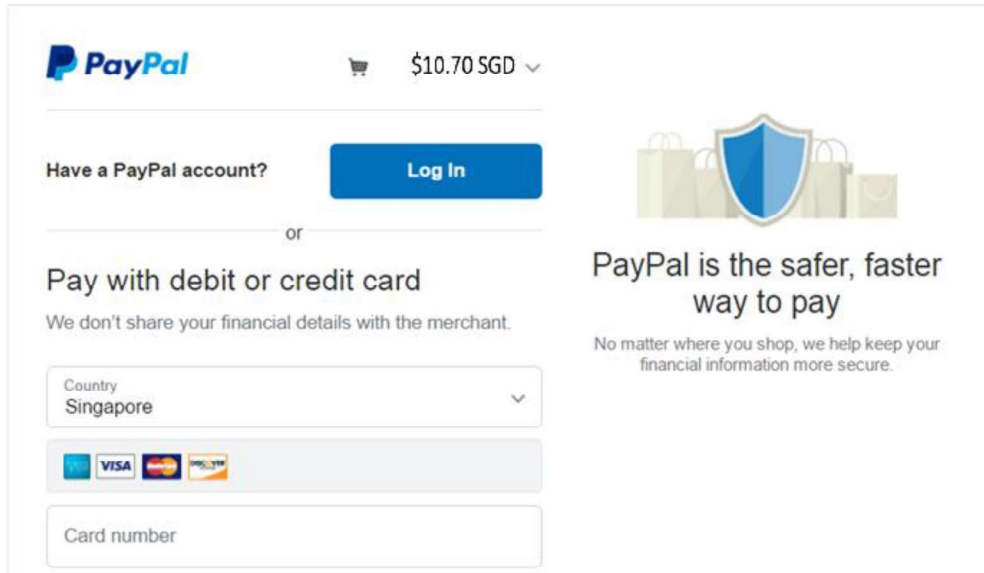 PayPal
$10.70 SGD
Have a PayPal account?
Log In
or
Pay with debit or credit card
We don't share your financial details with the merchant.
Country
Singapore
VISA
DISCOVER
Card number
PayPal is the safer, faster
way to pay
No matter where you shop, we help keep your
financial information more secure.